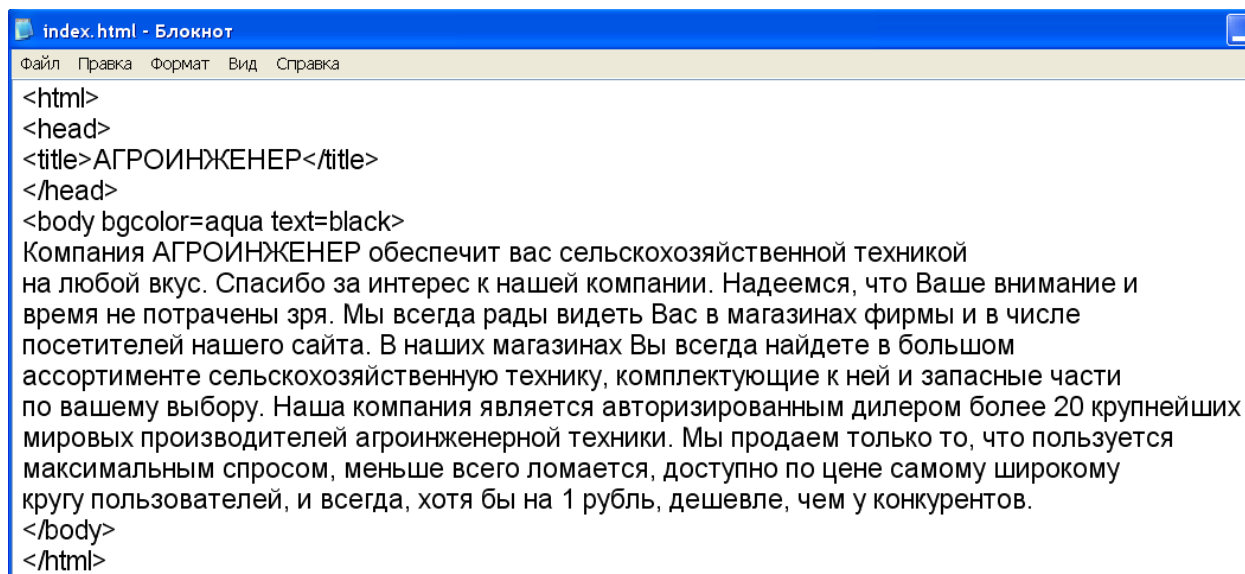 index.html - Блокнот
Файл Правка Формат Вид Справка
<html>
<head>
<title>АГРОИНЖЕНЕР</title>
</head>
<body bgcolor=aqua text=black>
Компания АГРОИНЖЕНЕР обеспечит вас сельскохозяйственной техникой
на любой вкус. Спасибо за интерес к нашей компании. Надеемся, что Ваше внимание и
время не потрачены зря. Мы всегда рады видеть Вас в магазинах фирмы и в числе
посетителей нашего сайта. В наших магазинах Вы всегда найдете в большом
ассортименте сельскохозяйственную технику, комплектующие к ней и запасные части
по вашему выбору. Наша компания является авторизированным дилером более 20 крупнейших
мировых производителей агроинженерной техники. Мы продаем только то, что пользуется
максимальным спросом, меньше всего ломается, доступно по цене самому широкому
кругу пользователей, и всегда, хотя бы на 1 рубль, дешевле, чем у конкурентов.
</body>
</html>